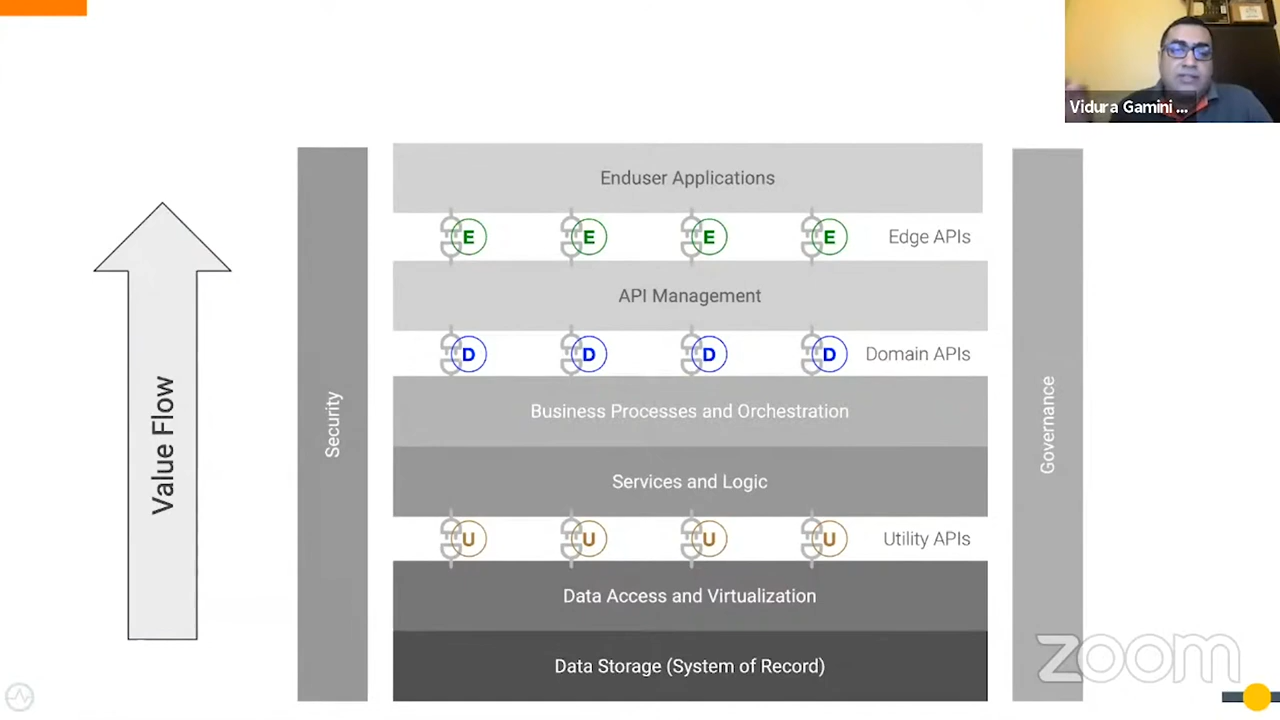 Vidura Gamini ...
Enduser Applications
E E E E Edge APIs
API Management
D D D D Domain APIs
Business Processes and Orchestration
Services and Logic
U U U U Utility APIs
Data Access and Virtualization
Data Storage (System of Record)
Value Flow
Security
Governance
zoom